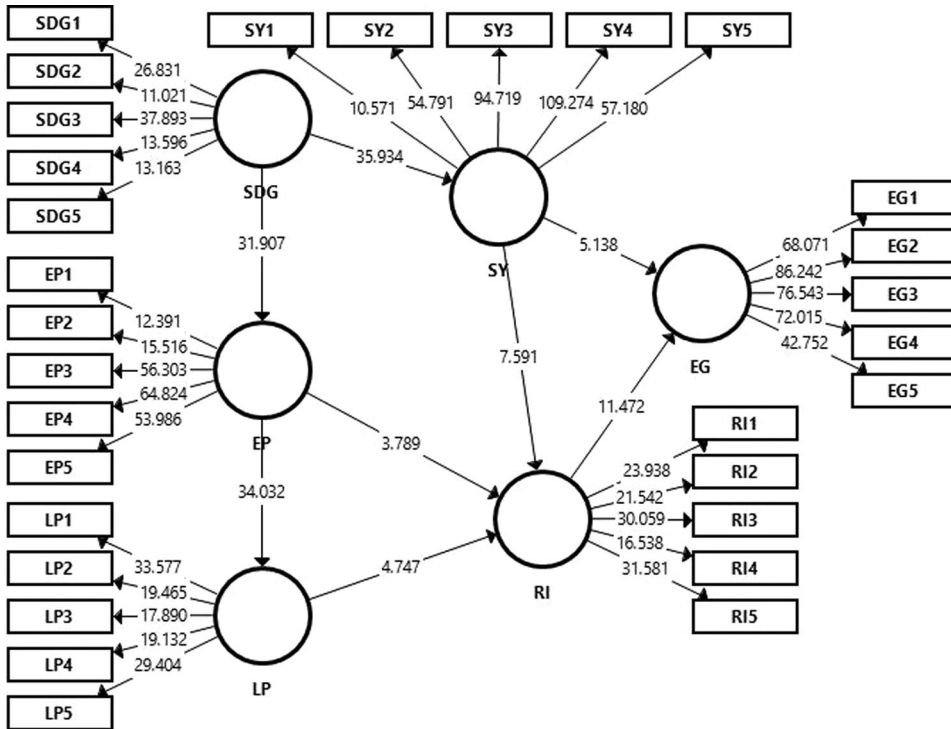 SDG1
SDG2
SDG3
SDG4
SDG5
26.831
11.021
37.893
13.596
13.163
SDG
SY1
SY2
SY3
SY4
SY5
10.571
54.791
94.719
109.274
57.180
35.934
SY
31.907
5.138
EG1
EG2
EG3
EG4
EG5
68.071
86.242
76.543
72.015
42.752
EG
EP1
EP2
EP3
EP4
EP5
12.391
15.516
56.303
64.824
53.986
EP
7.591
11.472
3.789
34.032
4.747
RI1
RI2
RI3
RI4
RI5
23.938
21.542
30.059
16.538
31.581
RI
LP1
LP2
LP3
LP4
LP5
33.577
19.465
17.890
19.132
29.404
LP